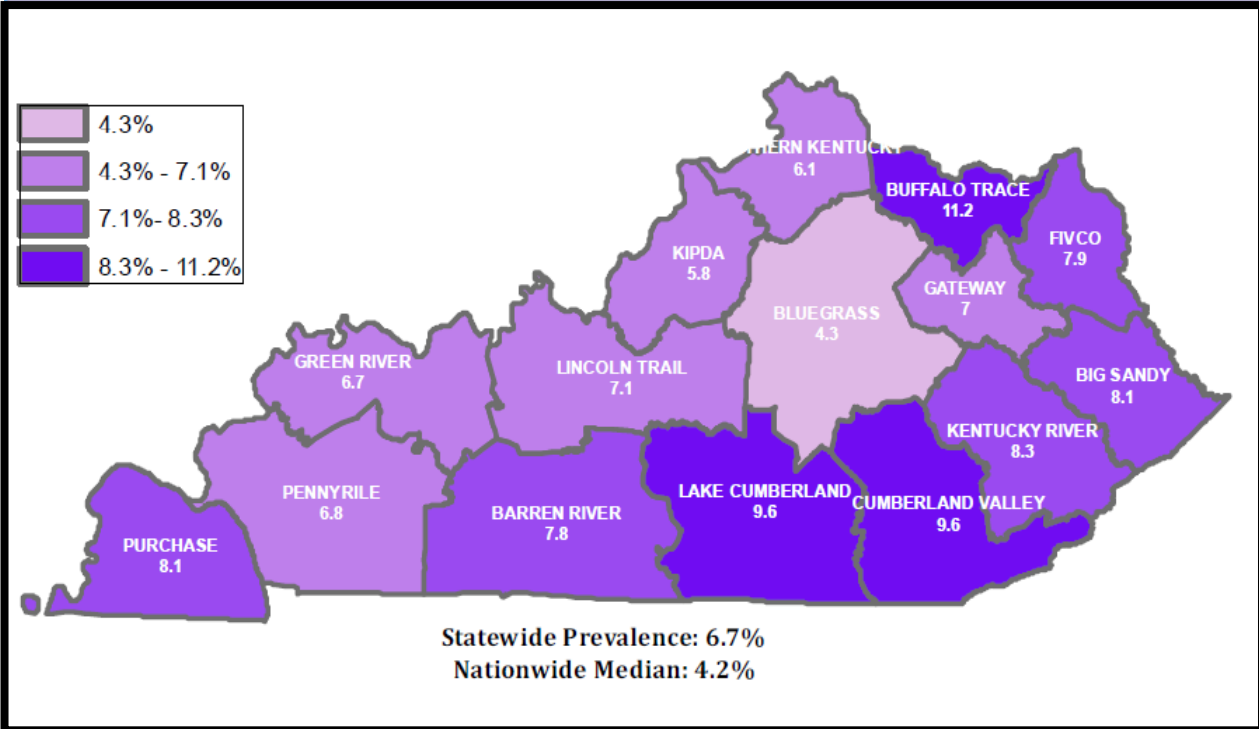 4.3%
4.3% - 7.1%
7.1%- 8.3%
8.3% - 11.2%
THERN KENTUCKY
6.1
BUFFALO TRACE
11.2
FIVCO
7.9
KIPDA
5.8
GATEWAY
7
BLUEGRASS
4.3
GREEN RIVER
6.7
LINCOLN TRAIL
7.1
BIG SANDY
8.1
KENTUCKY RIVER
8.3
PENNYRILE
6.8
LAKE CUMBERLAND
9.6
CUMBERLAND VALLEY
9.6
BARREN RIVER
7.8
PURCHASE
8.1
Statewide Prevalence: 6.7%
Nationwide Median: 4.2%